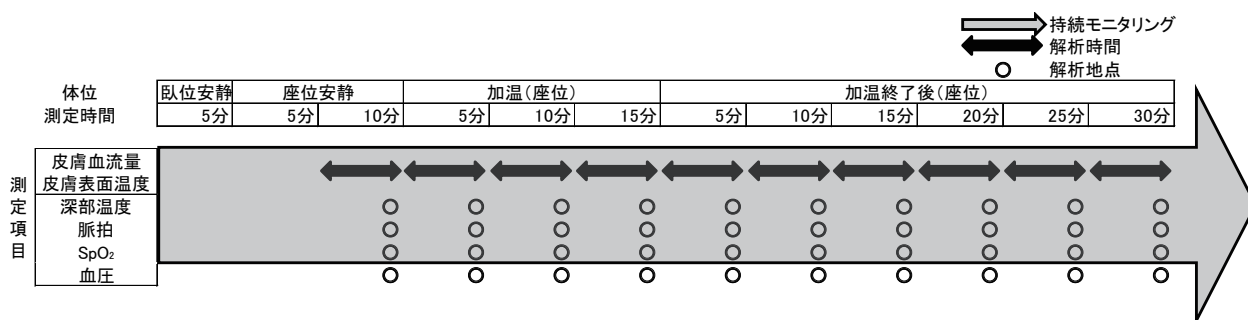 持続モニタリング
解析時間
解析地点
体位 臥位安静 座位安静 加温(座位) 加温終了後(座位)
測定時間 5分 5分 10分 5分 10分 15分 5分 10分 15分 20分 25分 30分
測定項目
皮膚血流量
皮膚表面温度
深部温度
脈拍
SpO₂
血圧